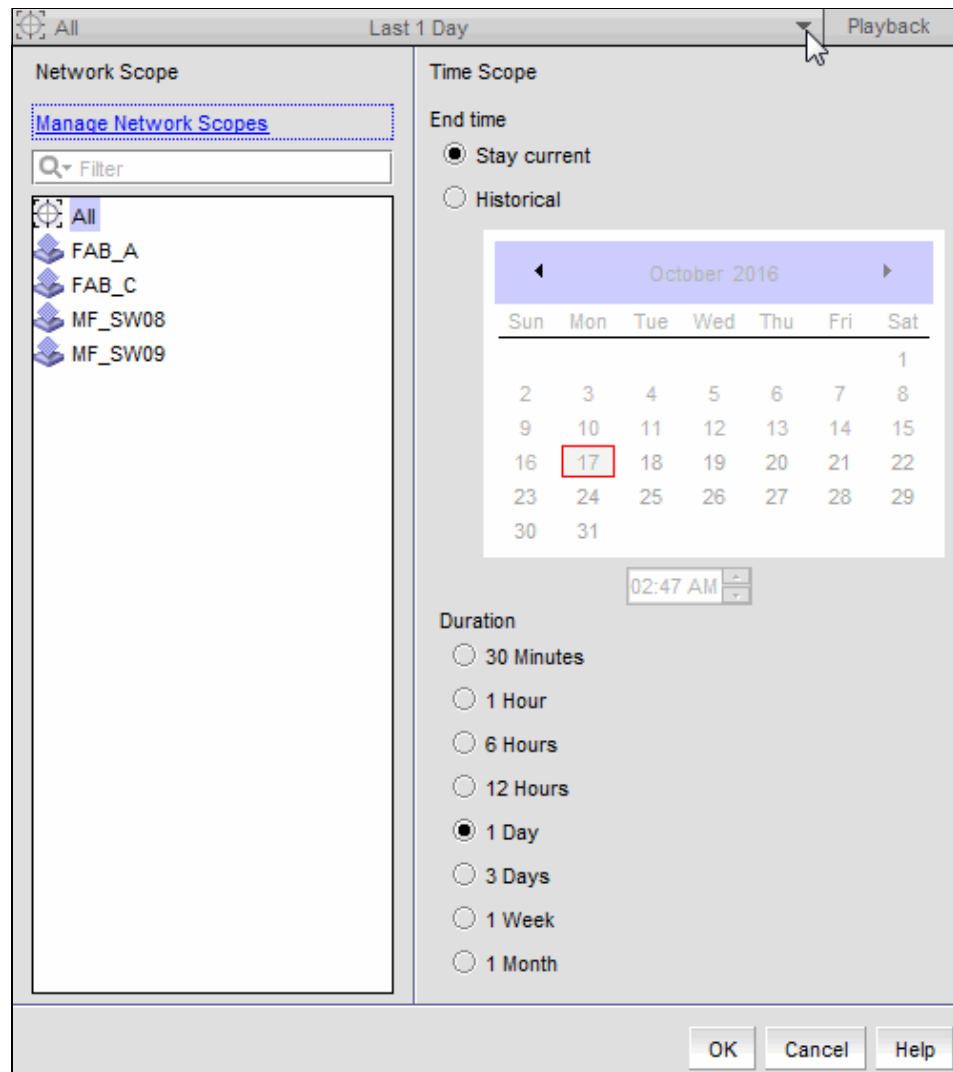 All Last 1 Day Playback
Network Scope
Manage Network Scopes
Filter
All
FAB_A
FAB_C
MF_SW08
MF_SW09
Time Scope
End time
Stay current
Historical
October 2016
Sun Mon Tue Wed Thu Fri Sat
1
2 3 4 5 6 7 8
9 10 11 12 13 14 15
16 17 18 19 20 21 22
23 24 25 26 27 28 29
30 31
02:47 AM
Duration
30 Minutes
1 Hour
6 Hours
12 Hours
1 Day
3 Days
1 Week
1 Month
OK Cancel Help